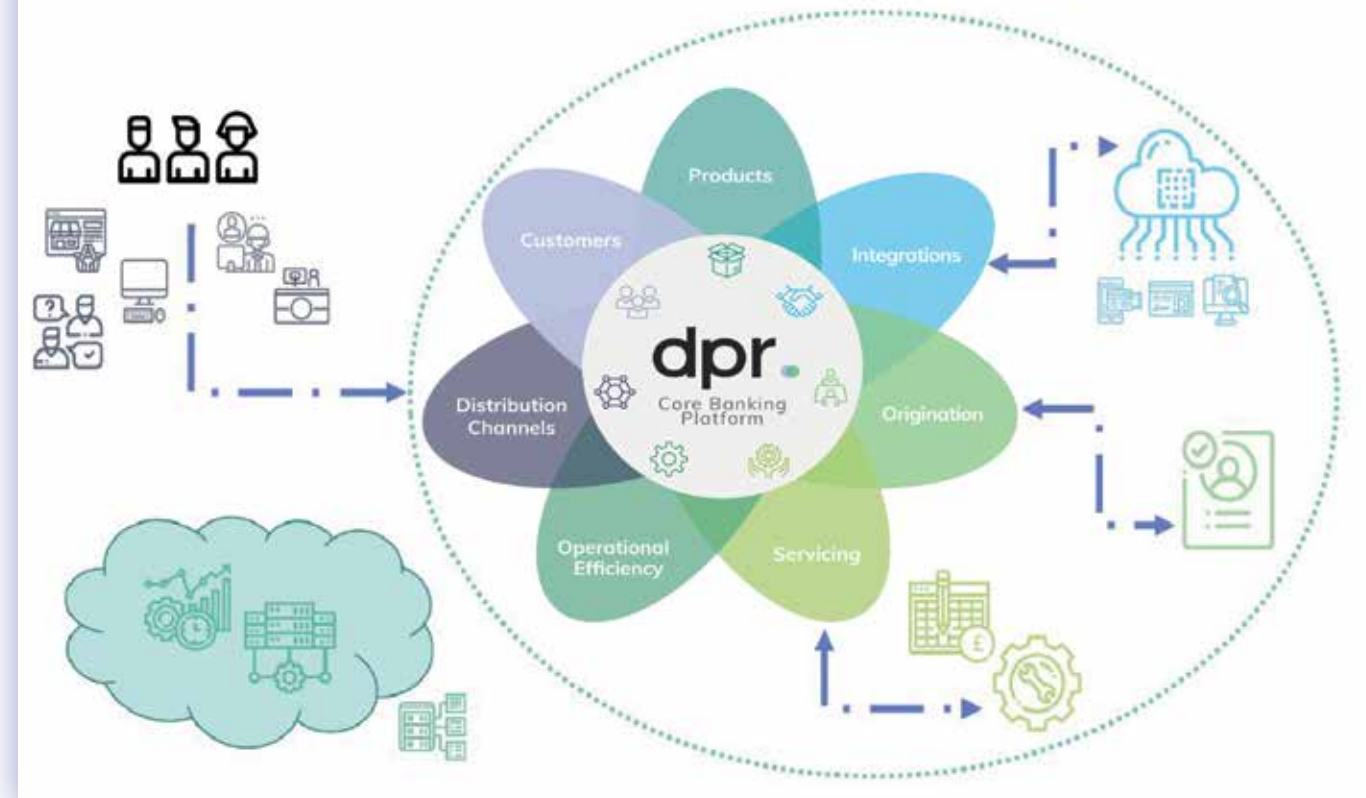 Products
Customers
Integrations
dpr.
Core Banking
Platform
Distribution
Channels
Origination
Operational
Efficiency
Servicing
?
£